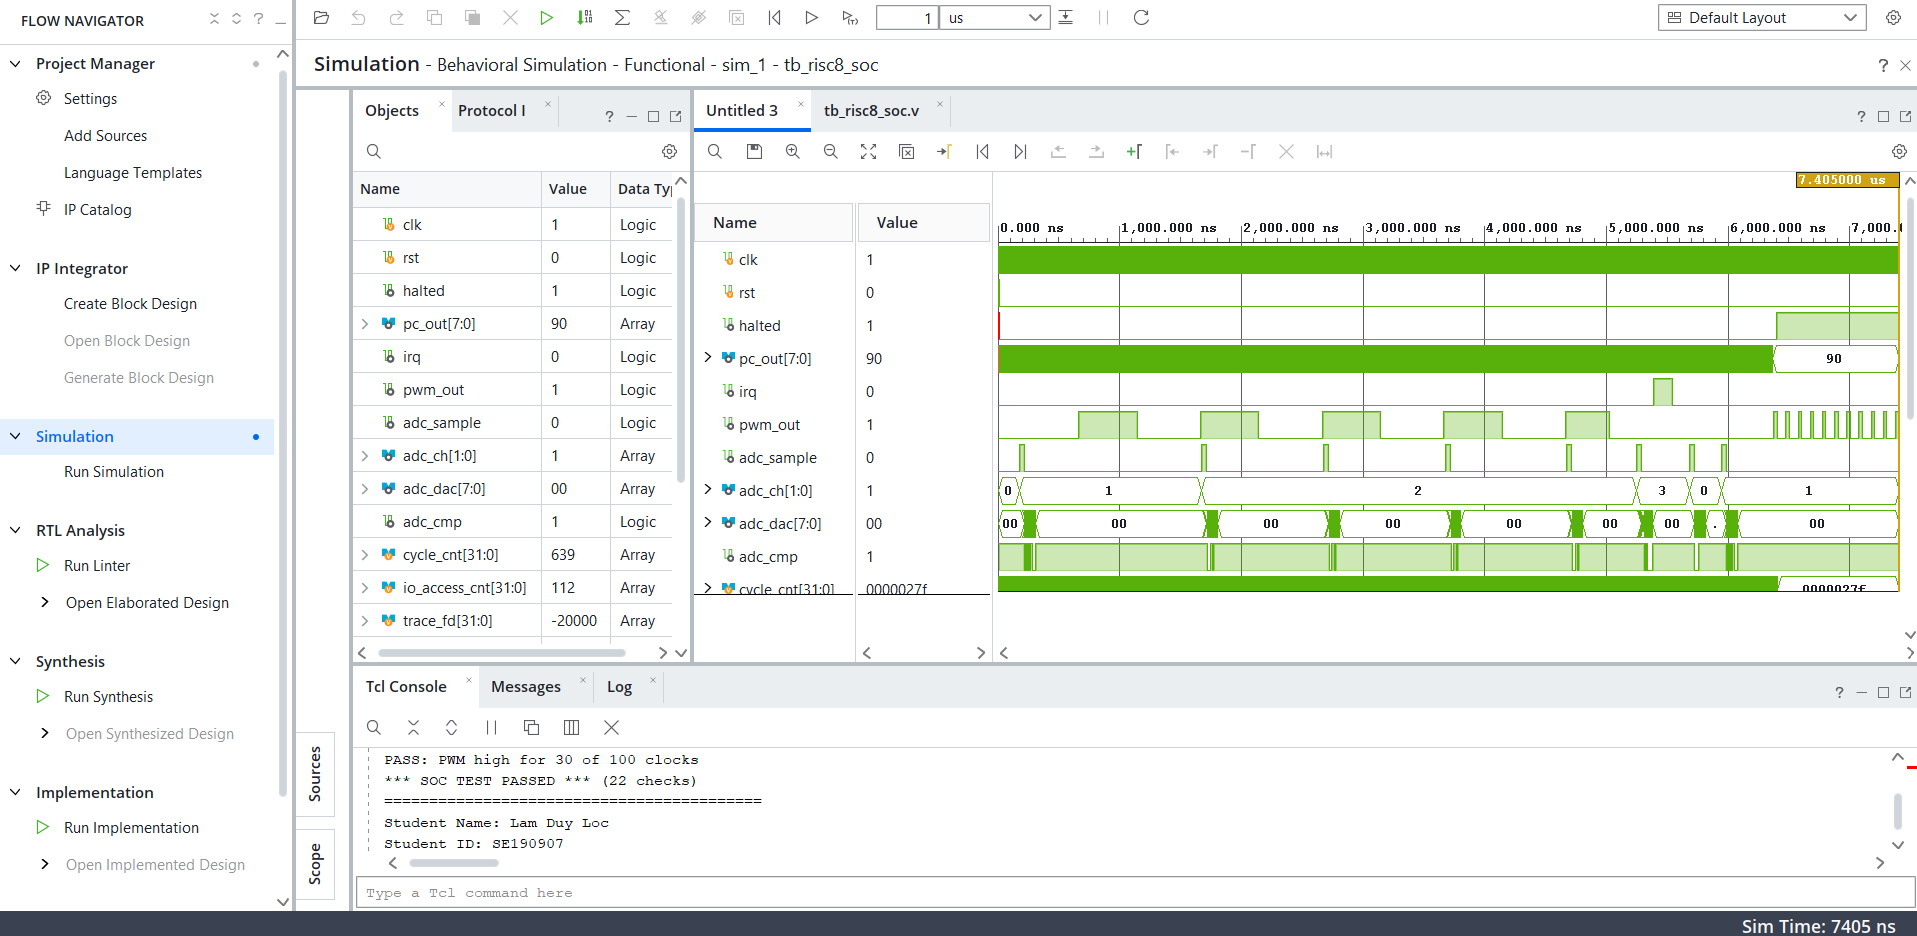 FLOW NAVIGATOR
Project Manager
Settings
Add Sources
Language Templates
IP Catalog
IP Integrator
Create Block Design
Open Block Design
Generate Block Design
Simulation
Run Simulation
RTL Analysis
Run Linter
Open Elaborated Design
Synthesis
Run Synthesis
Open Synthesized Design
Implementation
Run Implementation
Open Implemented Design
1 us
Default Layout
Simulation - Behavioral Simulation - Functional - sim_1 - tb_risc8_soc
Sources
Scope
Objects Protocol I
Name Value Data Ty
clk 1 Logic
rst 0 Logic
halted 1 Logic
pc_out[7:0] 90 Array
irq 0 Logic
pwm_out 1 Logic
adc_sample 0 Logic
adc_ch[1:0] 1 Array
adc_dac[7:0] 00 Array
adc_cmp 1 Logic
cycle_cnt[31:0] 639 Array
io_access_cnt[31:0] 112 Array
trace_fd[31:0] -20000 Array
Untitled 3 tb_risc8_soc.v
7.405000 us
Name Value
0.000 ns 1,000.000 ns 2,000.000 ns 3,000.000 ns 4,000.000 ns 5,000.000 ns 6,000.000 ns 7,000.
clk 1
rst 0
halted 1
pc_out[7:0] 90 90
irq 0
pwm_out 1
adc_sample 0
adc_ch[1:0] 1 0 1 2 3 0 1
adc_dac[7:0] 00 00 00 00 00 00 00 00 . 00
adc_cmp 1
cycle_cnt[31:0] 0000027f 0000027f
Tcl Console Messages Log
PASS: PWM high for 30 of 100 clocks
*** SOC TEST PASSED *** (22 checks)
==========================================
Student Name: Lam Duy Loc
Student ID: SE190907
Type a Tcl command here
Sim Time: 7405 ns